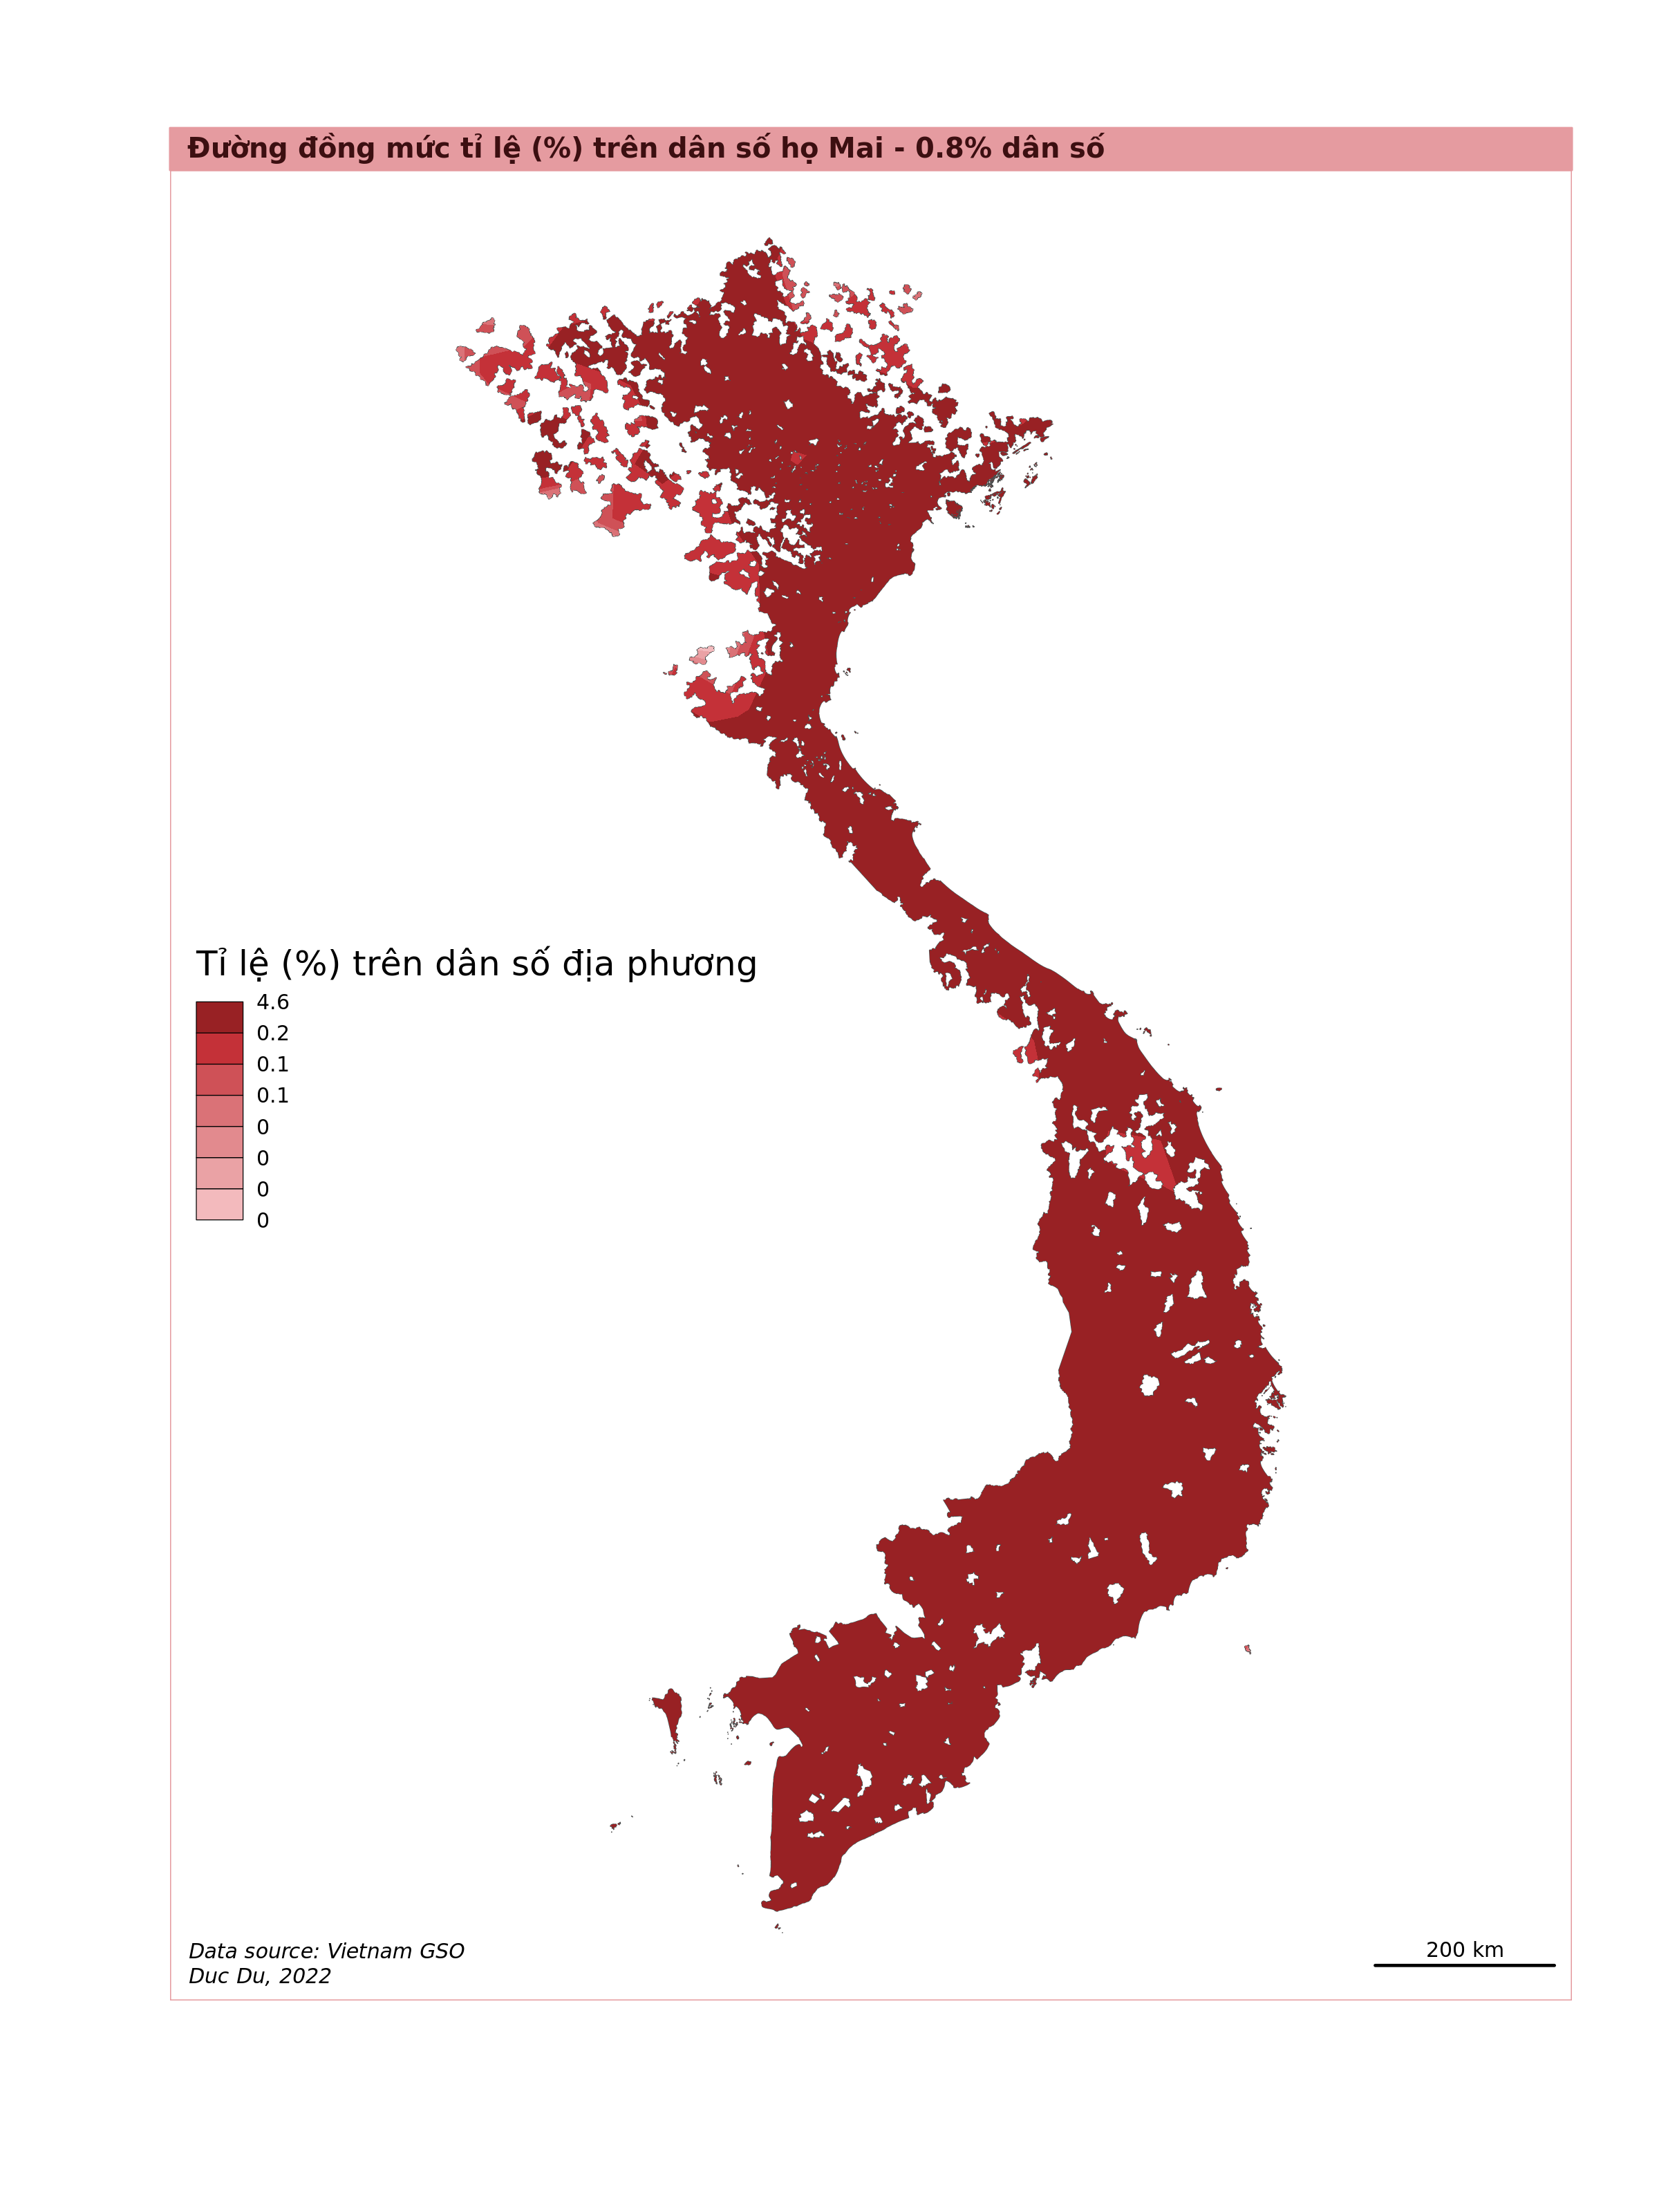 Đường đồng mức tỉ lệ (%) trên dân số họ Mai - 0.8% dân số
Tỉ lệ (%) trên dân số địa phương
4.6
0.2
0.1
0.1
0
0
0
0
Data source: Vietnam GSO
Duc Du, 2022
200 km